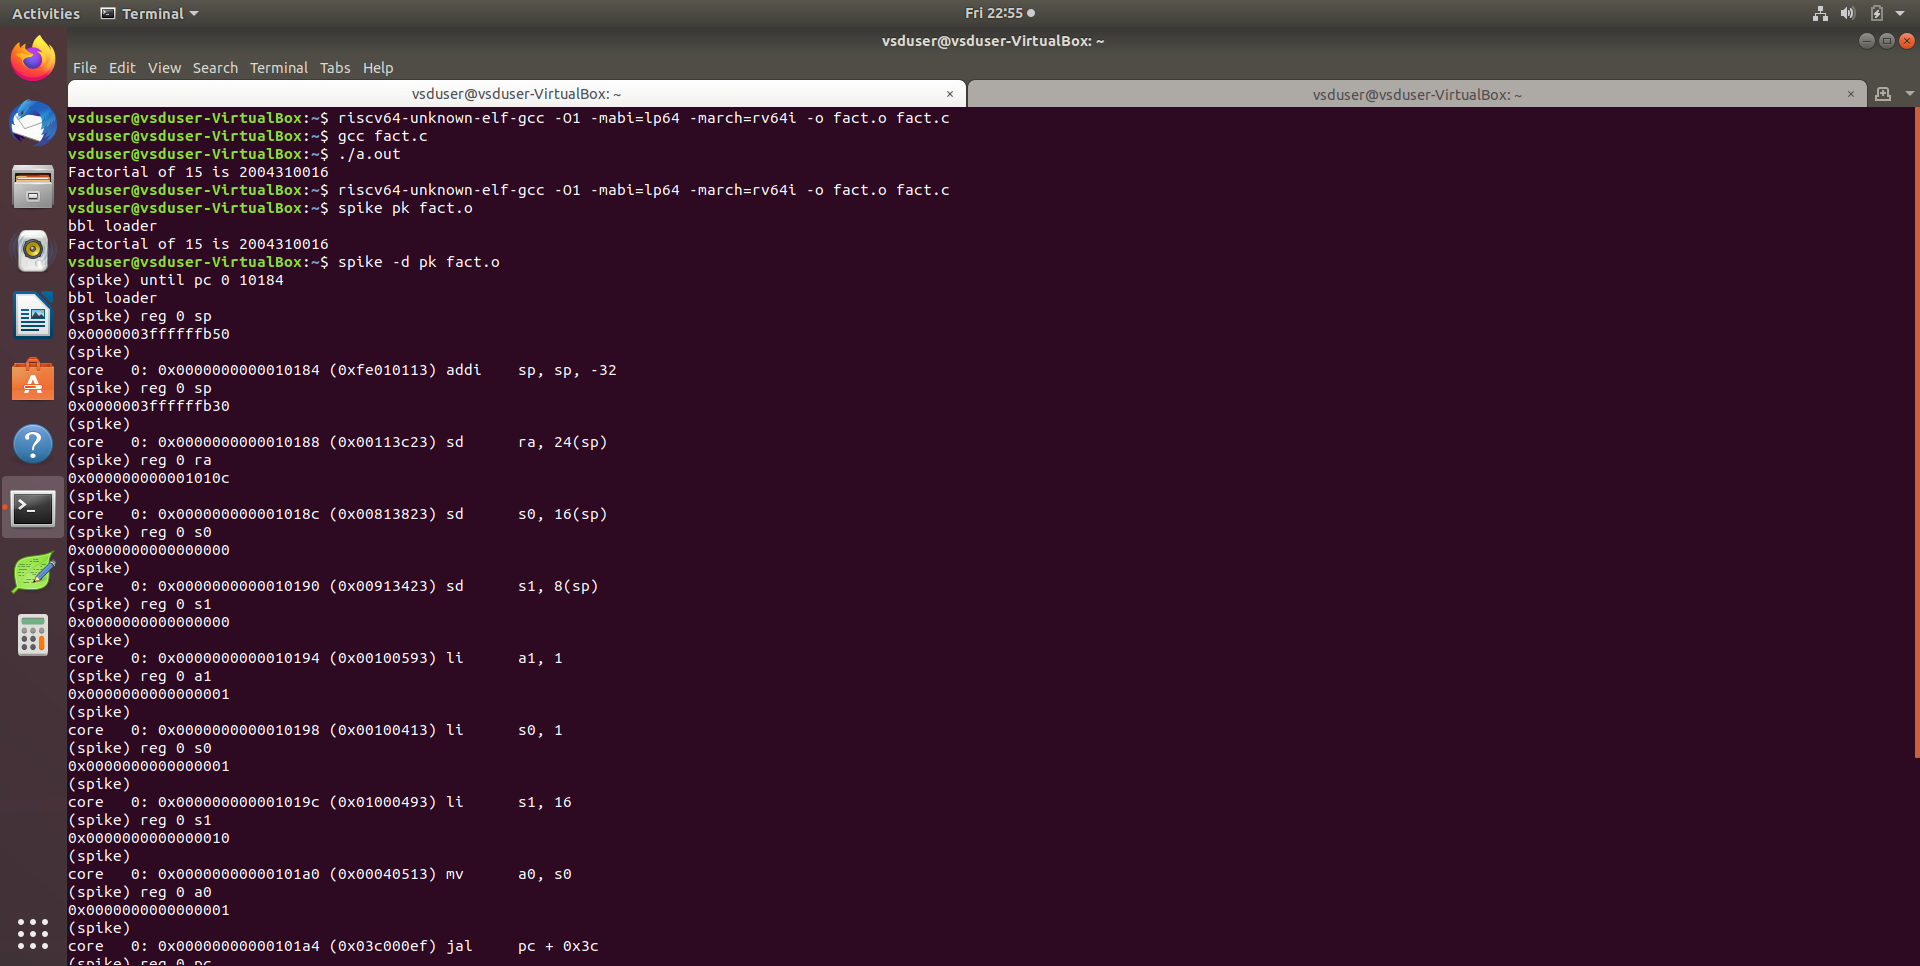 Activities
Terminal
Fri 22:55
vsduser@vsduser-VirtualBox: ~
File Edit View Search Terminal Tabs Help
vsduser@vsduser-VirtualBox: ~ ×
vsduser@vsduser-VirtualBox: ~ ×
vsduser@vsduser-VirtualBox:~$ riscv64-unknown-elf-gcc -O1 -mabi=lp64 -march=rv64i -o fact.o fact.c
vsduser@vsduser-VirtualBox:~$ gcc fact.c
vsduser@vsduser-VirtualBox:~$ ./a.out
Factorial of 15 is 2004310016
vsduser@vsduser-VirtualBox:~$ riscv64-unknown-elf-gcc -O1 -mabi=lp64 -march=rv64i -o fact.o fact.c
vsduser@vsduser-VirtualBox:~$ spike pk fact.o
bbl loader
Factorial of 15 is 2004310016
vsduser@vsduser-VirtualBox:~$ spike -d pk fact.o
(spike) until pc 0 10184
bbl loader
(spike) reg 0 sp
0x0000003ffffffb50
(spike)
core   0: 0x0000000000010184 (0xfe010113) addi    sp, sp, -32
(spike) reg 0 sp
0x0000003ffffffb30
(spike)
core   0: 0x0000000000010188 (0x00113c23) sd      ra, 24(sp)
(spike) reg 0 ra
0x000000000001010c
(spike)
core   0: 0x000000000001018c (0x00813823) sd      s0, 16(sp)
(spike) reg 0 s0
0x0000000000000000
(spike)
core   0: 0x0000000000010190 (0x00913423) sd      s1, 8(sp)
(spike) reg 0 s1
0x0000000000000000
(spike)
core   0: 0x0000000000010194 (0x00100593) li      a1, 1
(spike) reg 0 a1
0x0000000000000001
(spike)
core   0: 0x0000000000010198 (0x00100413) li      s0, 1
(spike) reg 0 s0
0x0000000000000001
(spike)
core   0: 0x000000000001019c (0x01000493) li      s1, 16
(spike) reg 0 s1
0x0000000000000010
(spike)
core   0: 0x00000000000101a0 (0x00040513) mv      a0, s0
(spike) reg 0 a0
0x0000000000000001
(spike)
core   0: 0x00000000000101a4 (0x03c000ef) jal     pc + 0x3c
(spike) reg 0 pc